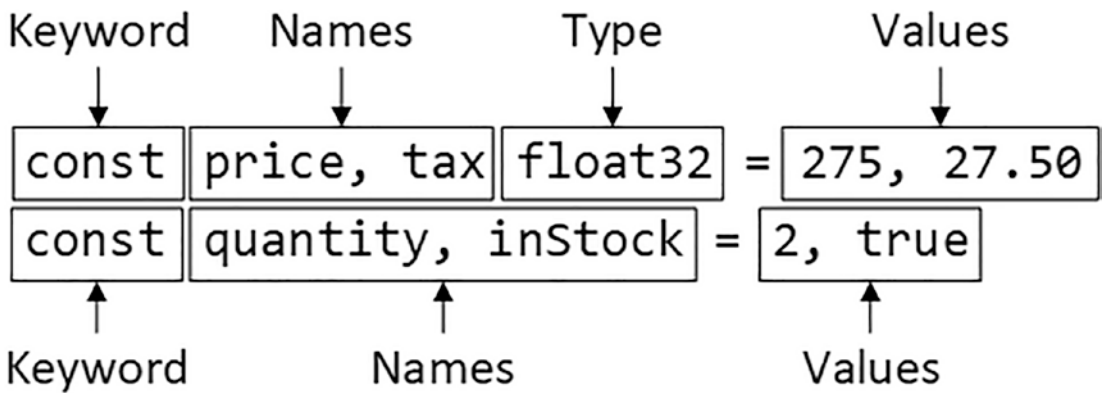 Keyword Names Type Values
const price, tax float32 = 275, 27.50
const quantity, inStock = 2, true
Keyword Names Values